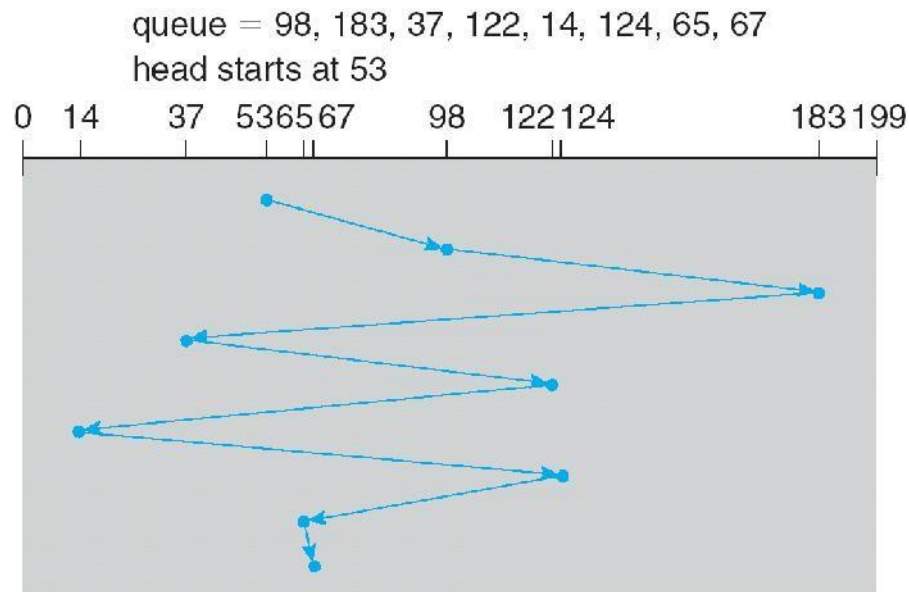 queue = 98, 183, 37, 122, 14, 124, 65, 67
head starts at 53
0 14 37 53 65 67 98 122 124 183 199